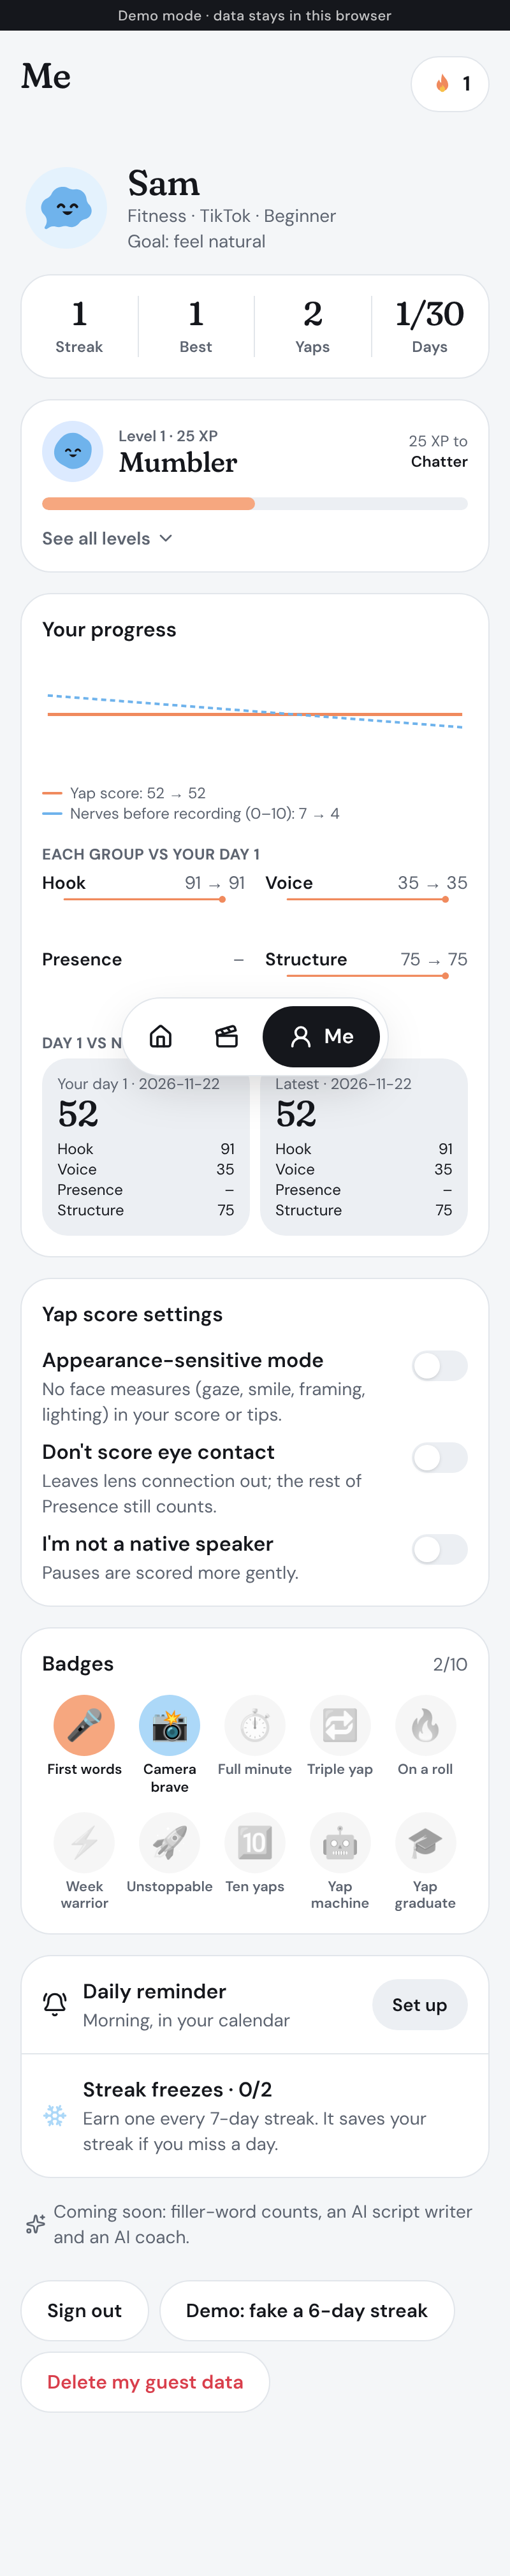 Demo mode · data stays in this browser
Me
1
Sam
Fitness · TikTok · Beginner
Goal: feel natural
1 1 2 1/30
Streak Best Yaps Days
Level 1 · 25 XP
Mumbler
25 XP to
Chatter
See all levels
Your progress
Yap score: 52 → 52
Nerves before recording (0–10): 7 → 4
EACH GROUP VS YOUR DAY 1
Hook 91 → 91 Voice 35 → 35
Presence – Structure 75 → 75
Me
DAY 1 VS N
Your day 1 · 2026-11-22
52
Hook 91
Voice 35
Presence –
Structure 75
Latest · 2026-11-22
52
Hook 91
Voice 35
Presence –
Structure 75
Yap score settings
Appearance-sensitive mode
No face measures (gaze, smile, framing,
lighting) in your score or tips.
Don't score eye contact
Leaves lens connection out; the rest of
Presence still counts.
I'm not a native speaker
Pauses are scored more gently.
Badges 2/10
First words Camera brave Full minute Triple yap On a roll
10
Week warrior Unstoppable Ten yaps Yap machine Yap graduate
Daily reminder
Morning, in your calendar
Set up
Streak freezes · 0/2
Earn one every 7-day streak. It saves your
streak if you miss a day.
Coming soon: filler-word counts, an AI script writer
and an AI coach.
Sign out Demo: fake a 6-day streak
Delete my guest data